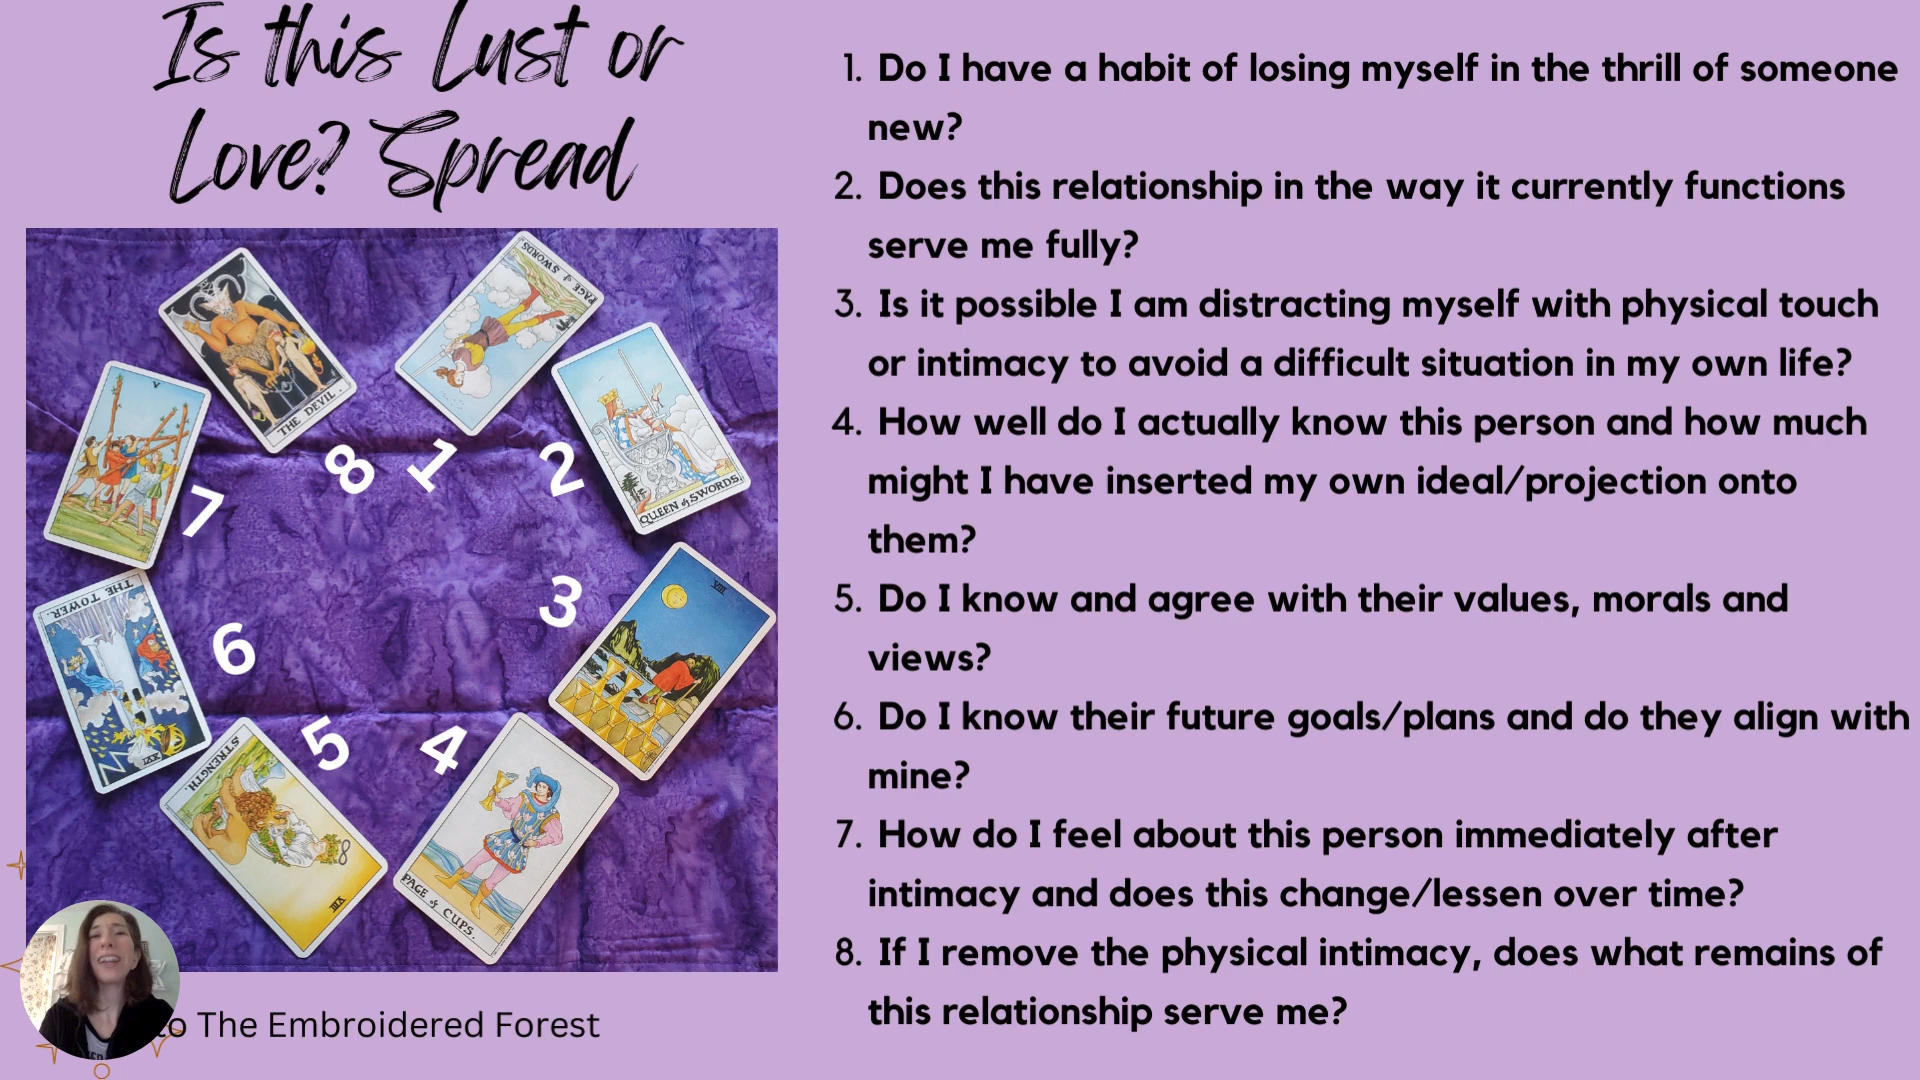 Is this Lust or
Love? Spread
1. Do I have a habit of losing myself in the thrill of someone
new?
2. Does this relationship in the way it currently functions
serve me fully?
3. Is it possible I am distracting myself with physical touch
or intimacy to avoid a difficult situation in my own life?
4. How well do I actually know this person and how much
might I have inserted my own ideal/projection onto
them?
5. Do I know and agree with their values, morals and
views?
6. Do I know their future goals/plans and do they align with
mine?
7. How do I feel about this person immediately after
intimacy and does this change/lessen over time?
8. If I remove the physical intimacy, does what remains of
this relationship serve me?
THE DEVIL.
PAGE of SWORDS
V
QUEEN of SWORDS.
8
1
2
7
VIII
3
THE TOWER.
6
XVI
5
4
STRENGTH.
VIII
PAGE of CUPS.
The Embroidered Forest